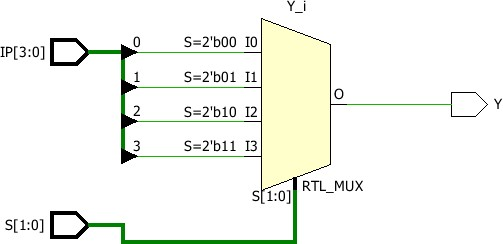 Y_i
IP[3:0]
0 S=2'b00 I0
1 S=2'b01 I1
2 S=2'b10 I2
3 S=2'b11 I3
O
Y
S[1:0]
RTL_MUX
S[1:0]